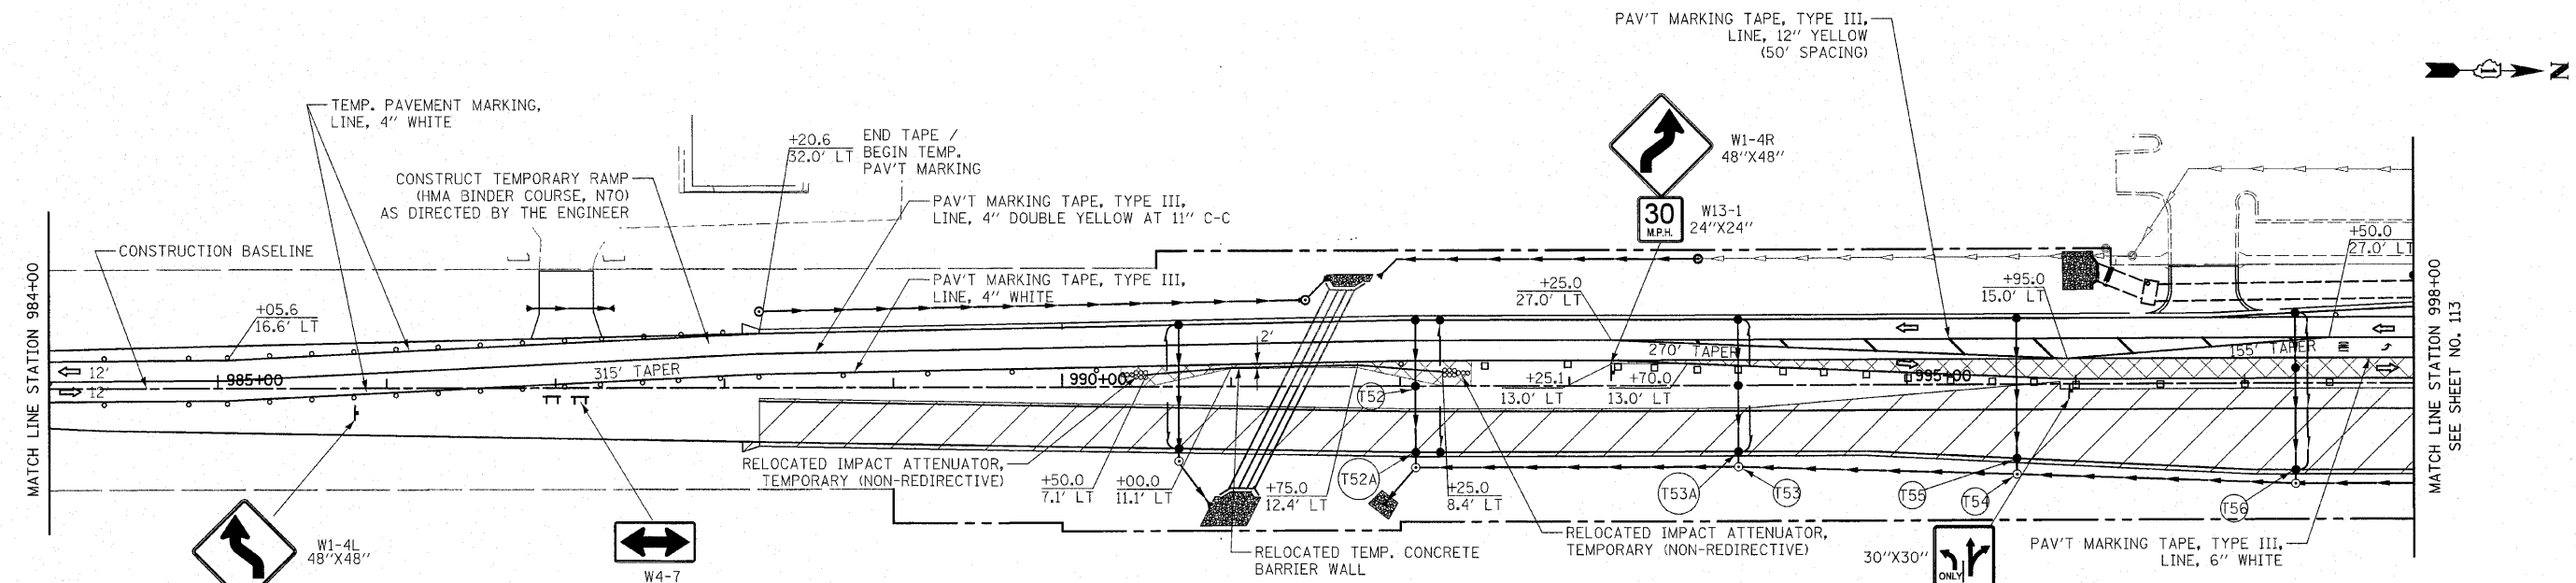 PAV'T MARKING TAPE, TYPE III,
LINE, 12" YELLOW
(50' SPACING)
N
TEMP. PAVEMENT MARKING,
LINE, 4" WHITE
+20.6
32.0' LT
END TAPE /
BEGIN TEMP.
PAV'T MARKING
W1-4R
48"X48"
CONSTRUCT TEMPORARY RAMP
(HMA BINDER COURSE, N70)
AS DIRECTED BY THE ENGINEER
PAV'T MARKING TAPE, TYPE III,
LINE, 4" DOUBLE YELLOW AT 11" C-C
30
M.P.H.
W13-1
24"X24"
CONSTRUCTION BASELINE
+50.0
27.0' LT
PAV'T MARKING TAPE, TYPE III,
LINE, 4" WHITE
+05.6
16.6' LT
+25.0
27.0' LT
+95.0
15.0' LT
MATCH LINE STATION 984+00
MATCH LINE STATION 998+00
SEE SHEET NO. 113
2'
12'
12'
985+00
315' TAPER
990+00
270' TAPER
995+00
155' TAPER
T52
+25.1
13.0' LT
+70.0
13.0' LT
RELOCATED IMPACT ATTENUATOR,
TEMPORARY (NON-REDIRECTIVE)
+50.0
7.1' LT
+00.0
11.1' LT
+75.0
12.4' LT
T52A
+25.0
8.4' LT
T53A
T53
T55
T54
T56
W1-4L
48"X48"
W4-7
RELOCATED TEMP. CONCRETE
BARRIER WALL
RELOCATED IMPACT ATTENUATOR,
TEMPORARY (NON-REDIRECTIVE)
30"X30"
ONLY
PAV'T MARKING TAPE, TYPE III,
LINE, 6" WHITE